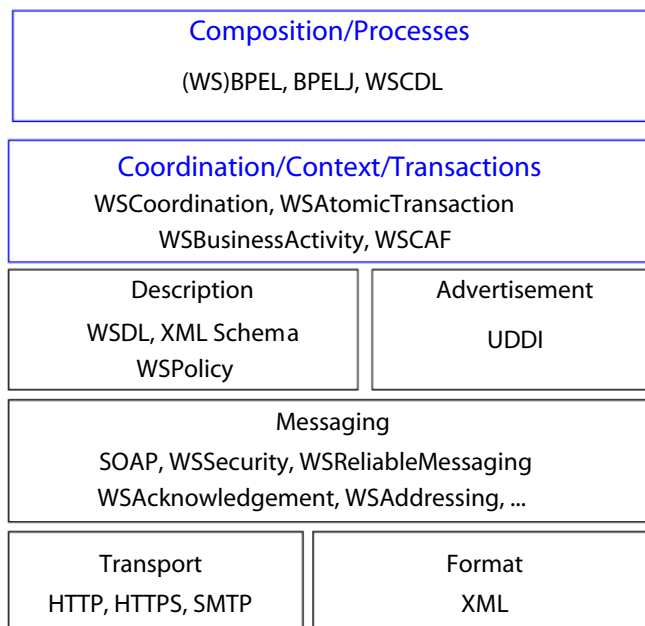 Composition/Processes
(WS)BPEL, BPELJ, WSCDL
Coordination/Context/Transactions
WSCoordination, WSAtomicTransaction
WSBusinessActivity, WSCAF
Description
WSDL, XML Schema
WSPolicy
Advertisement
UDDI
Messaging
SOAP, WSSecurity, WSReliableMessaging
WSAcknowledgement, WSAddressing, ...
Transport
HTTP, HTTPS, SMTP
Format
XML